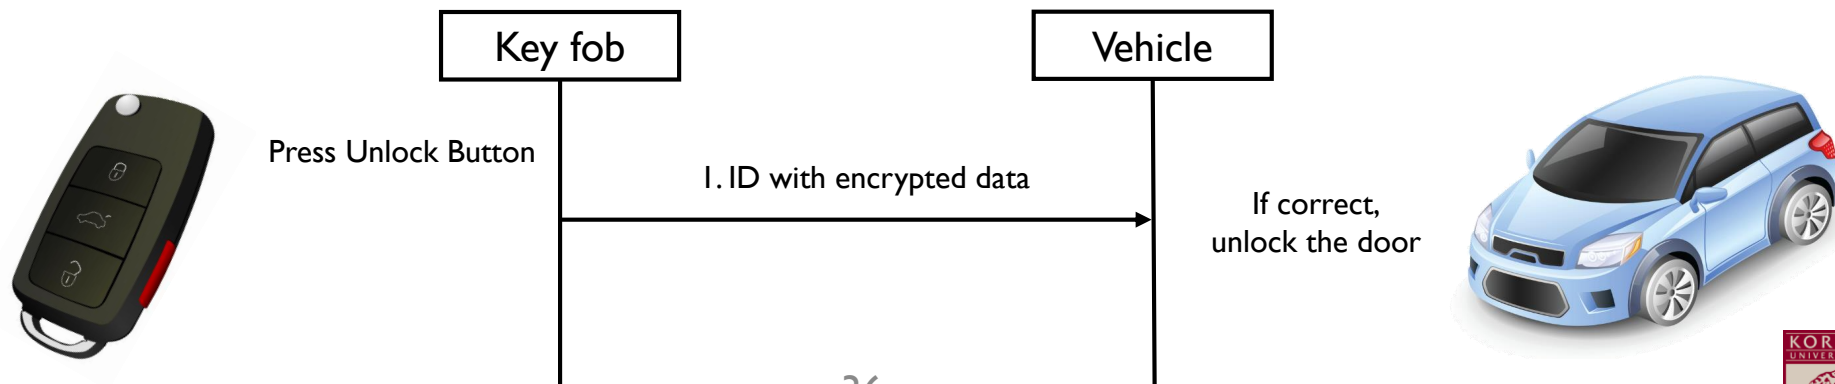 Key fob
Vehicle
Press Unlock Button
1. ID with encrypted data
If correct,
unlock the door